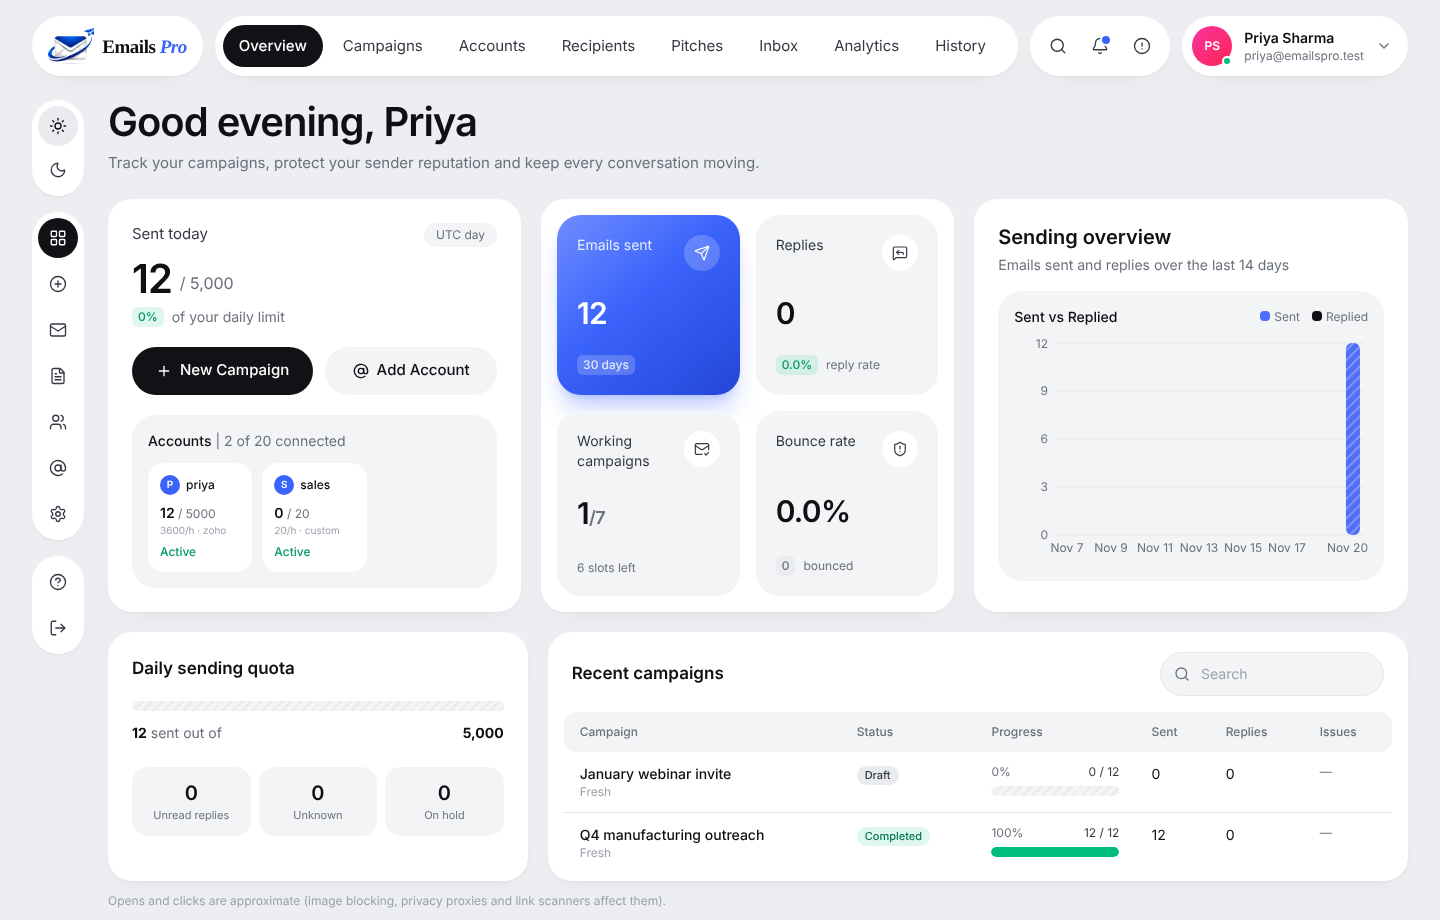 Emails Pro
Overview
Campaigns
Accounts
Recipients
Pitches
Inbox
Analytics
History
PS
Priya Sharma
priya@emailspro.test
Good evening, Priya
Track your campaigns, protect your sender reputation and keep every conversation moving.
Sent today
UTC day
12 / 5,000
0% of your daily limit
New Campaign
Add Account
Accounts | 2 of 20 connected
P priya
12 / 5000
3600/h · zoho
Active
S sales
0 / 20
20/h · custom
Active
Emails sent
12
30 days
Replies
0
0.0% reply rate
Working
campaigns
1/7
6 slots left
Bounce rate
0.0%
0 bounced
Sending overview
Emails sent and replies over the last 14 days
Sent vs Replied
Sent
Replied
12
9
6
3
0
Nov 7 Nov 9 Nov 11 Nov 13 Nov 15 Nov 17 Nov 20
Daily sending quota
12 sent out of 5,000
0
Unread replies
0
Unknown
0
On hold
Recent campaigns
Search
Campaign Status Progress Sent Replies Issues
January webinar invite Draft 0% 0 / 12 0 0 —
Fresh
Q4 manufacturing outreach Completed 100% 12 / 12 12 0 —
Fresh
Opens and clicks are approximate (image blocking, privacy proxies and link scanners affect them).